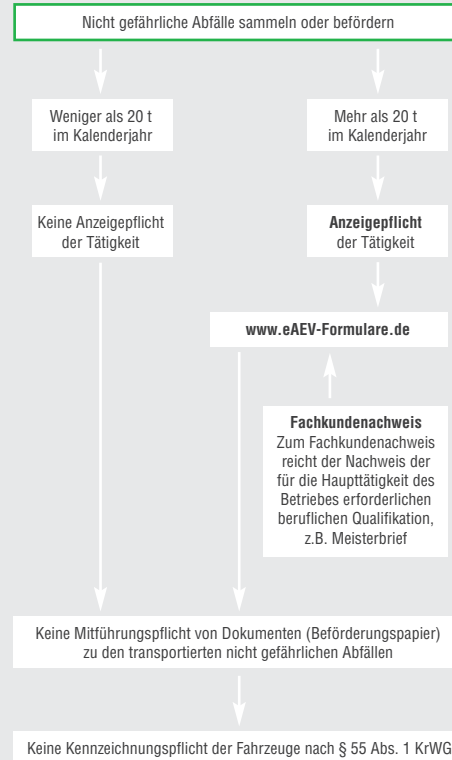 Nicht gefährliche Abfälle sammeln oder befördern
Weniger als 20 t
im Kalenderjahr
Mehr als 20 t
im Kalenderjahr
Keine Anzeigepflicht
der Tätigkeit
Anzeigepflicht
der Tätigkeit
www.eAEV-Formulare.de
Fachkundenachweis
Zum Fachkundenachweis
reicht der Nachweis der
für die Haupttätigkeit des
Betriebes erforderlichen
beruflichen Qualifikation,
z.B. Meisterbrief
Keine Mitführungspflicht von Dokumenten (Beförderungspapier)
zu den transportierten nicht gefährlichen Abfällen
Keine Kennzeichnungspflicht der Fahrzeuge nach § 55 Abs. 1 KrWG